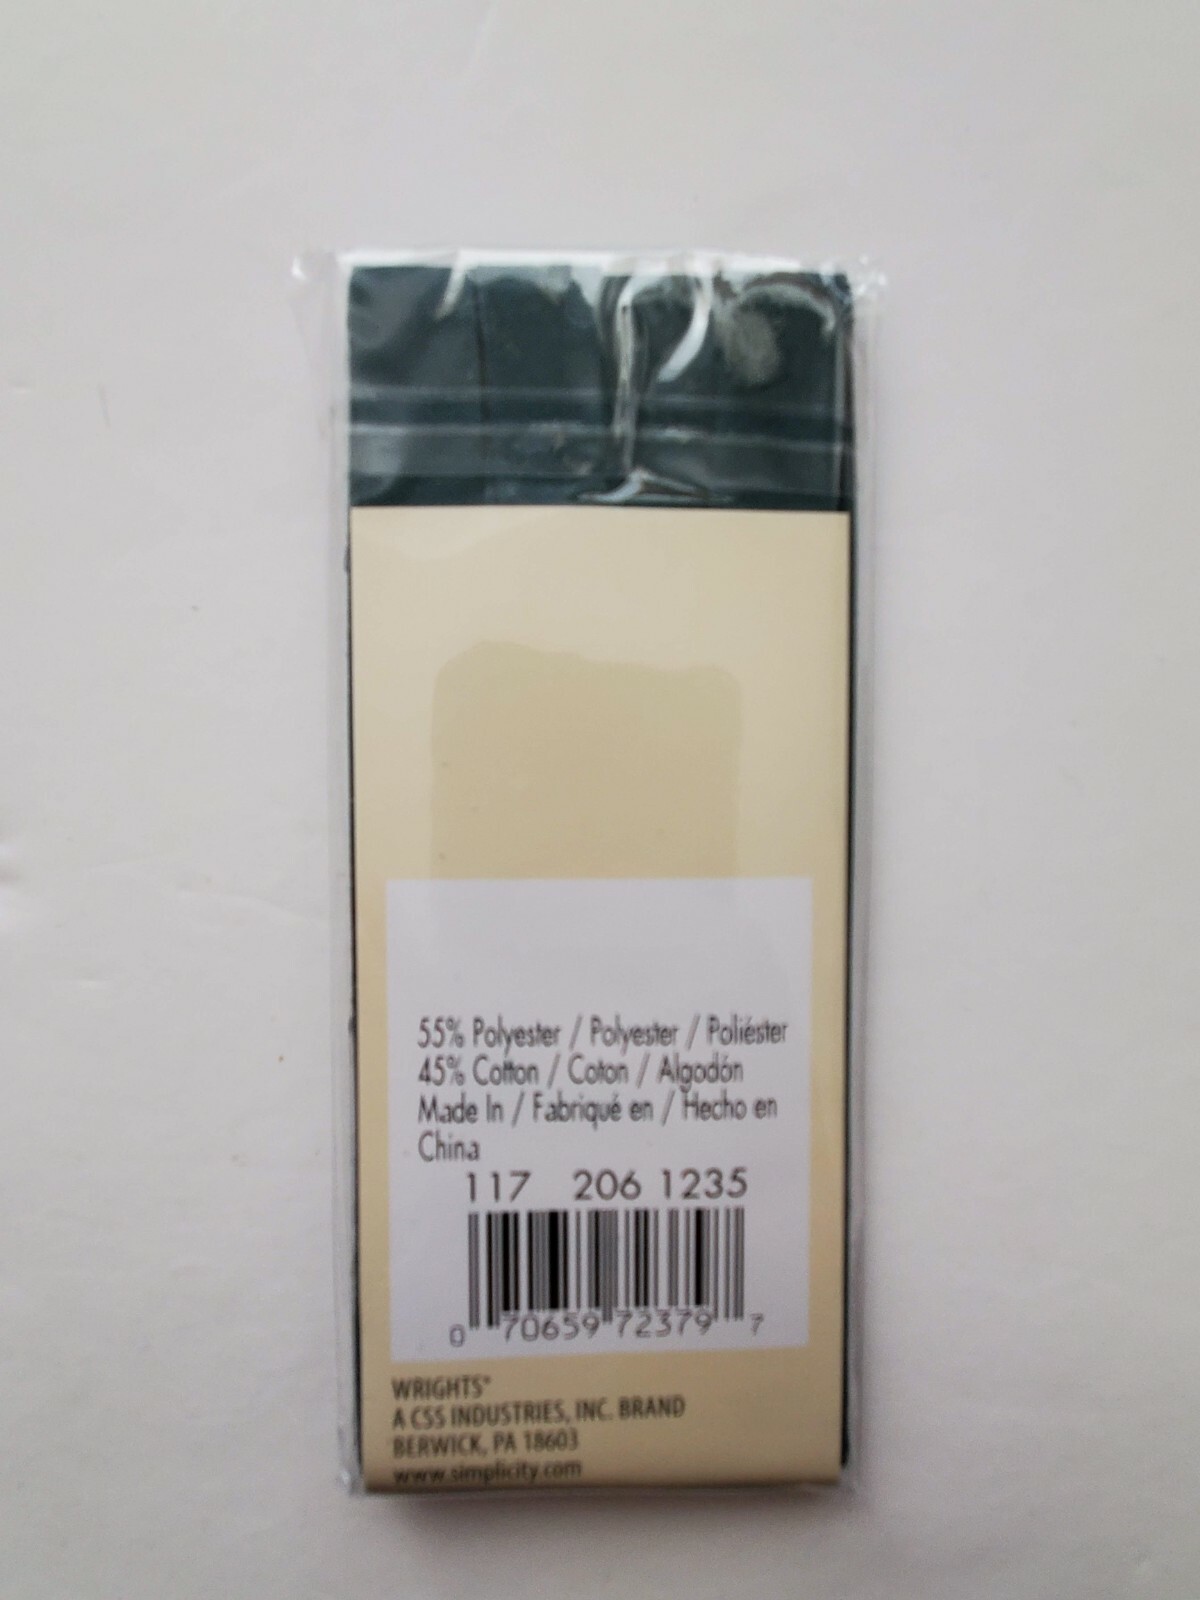 55% Polyester / Polyester / Poliéster
45% Cotton / Coton / Algodón
Made In / Fabriqué en / Hecho en
China
117 206 1235
0 70659 72379 7
WRIGHTS®
A CSS INDUSTRIES, INC. BRAND
BERWICK, PA 18603
www.simplicity.com